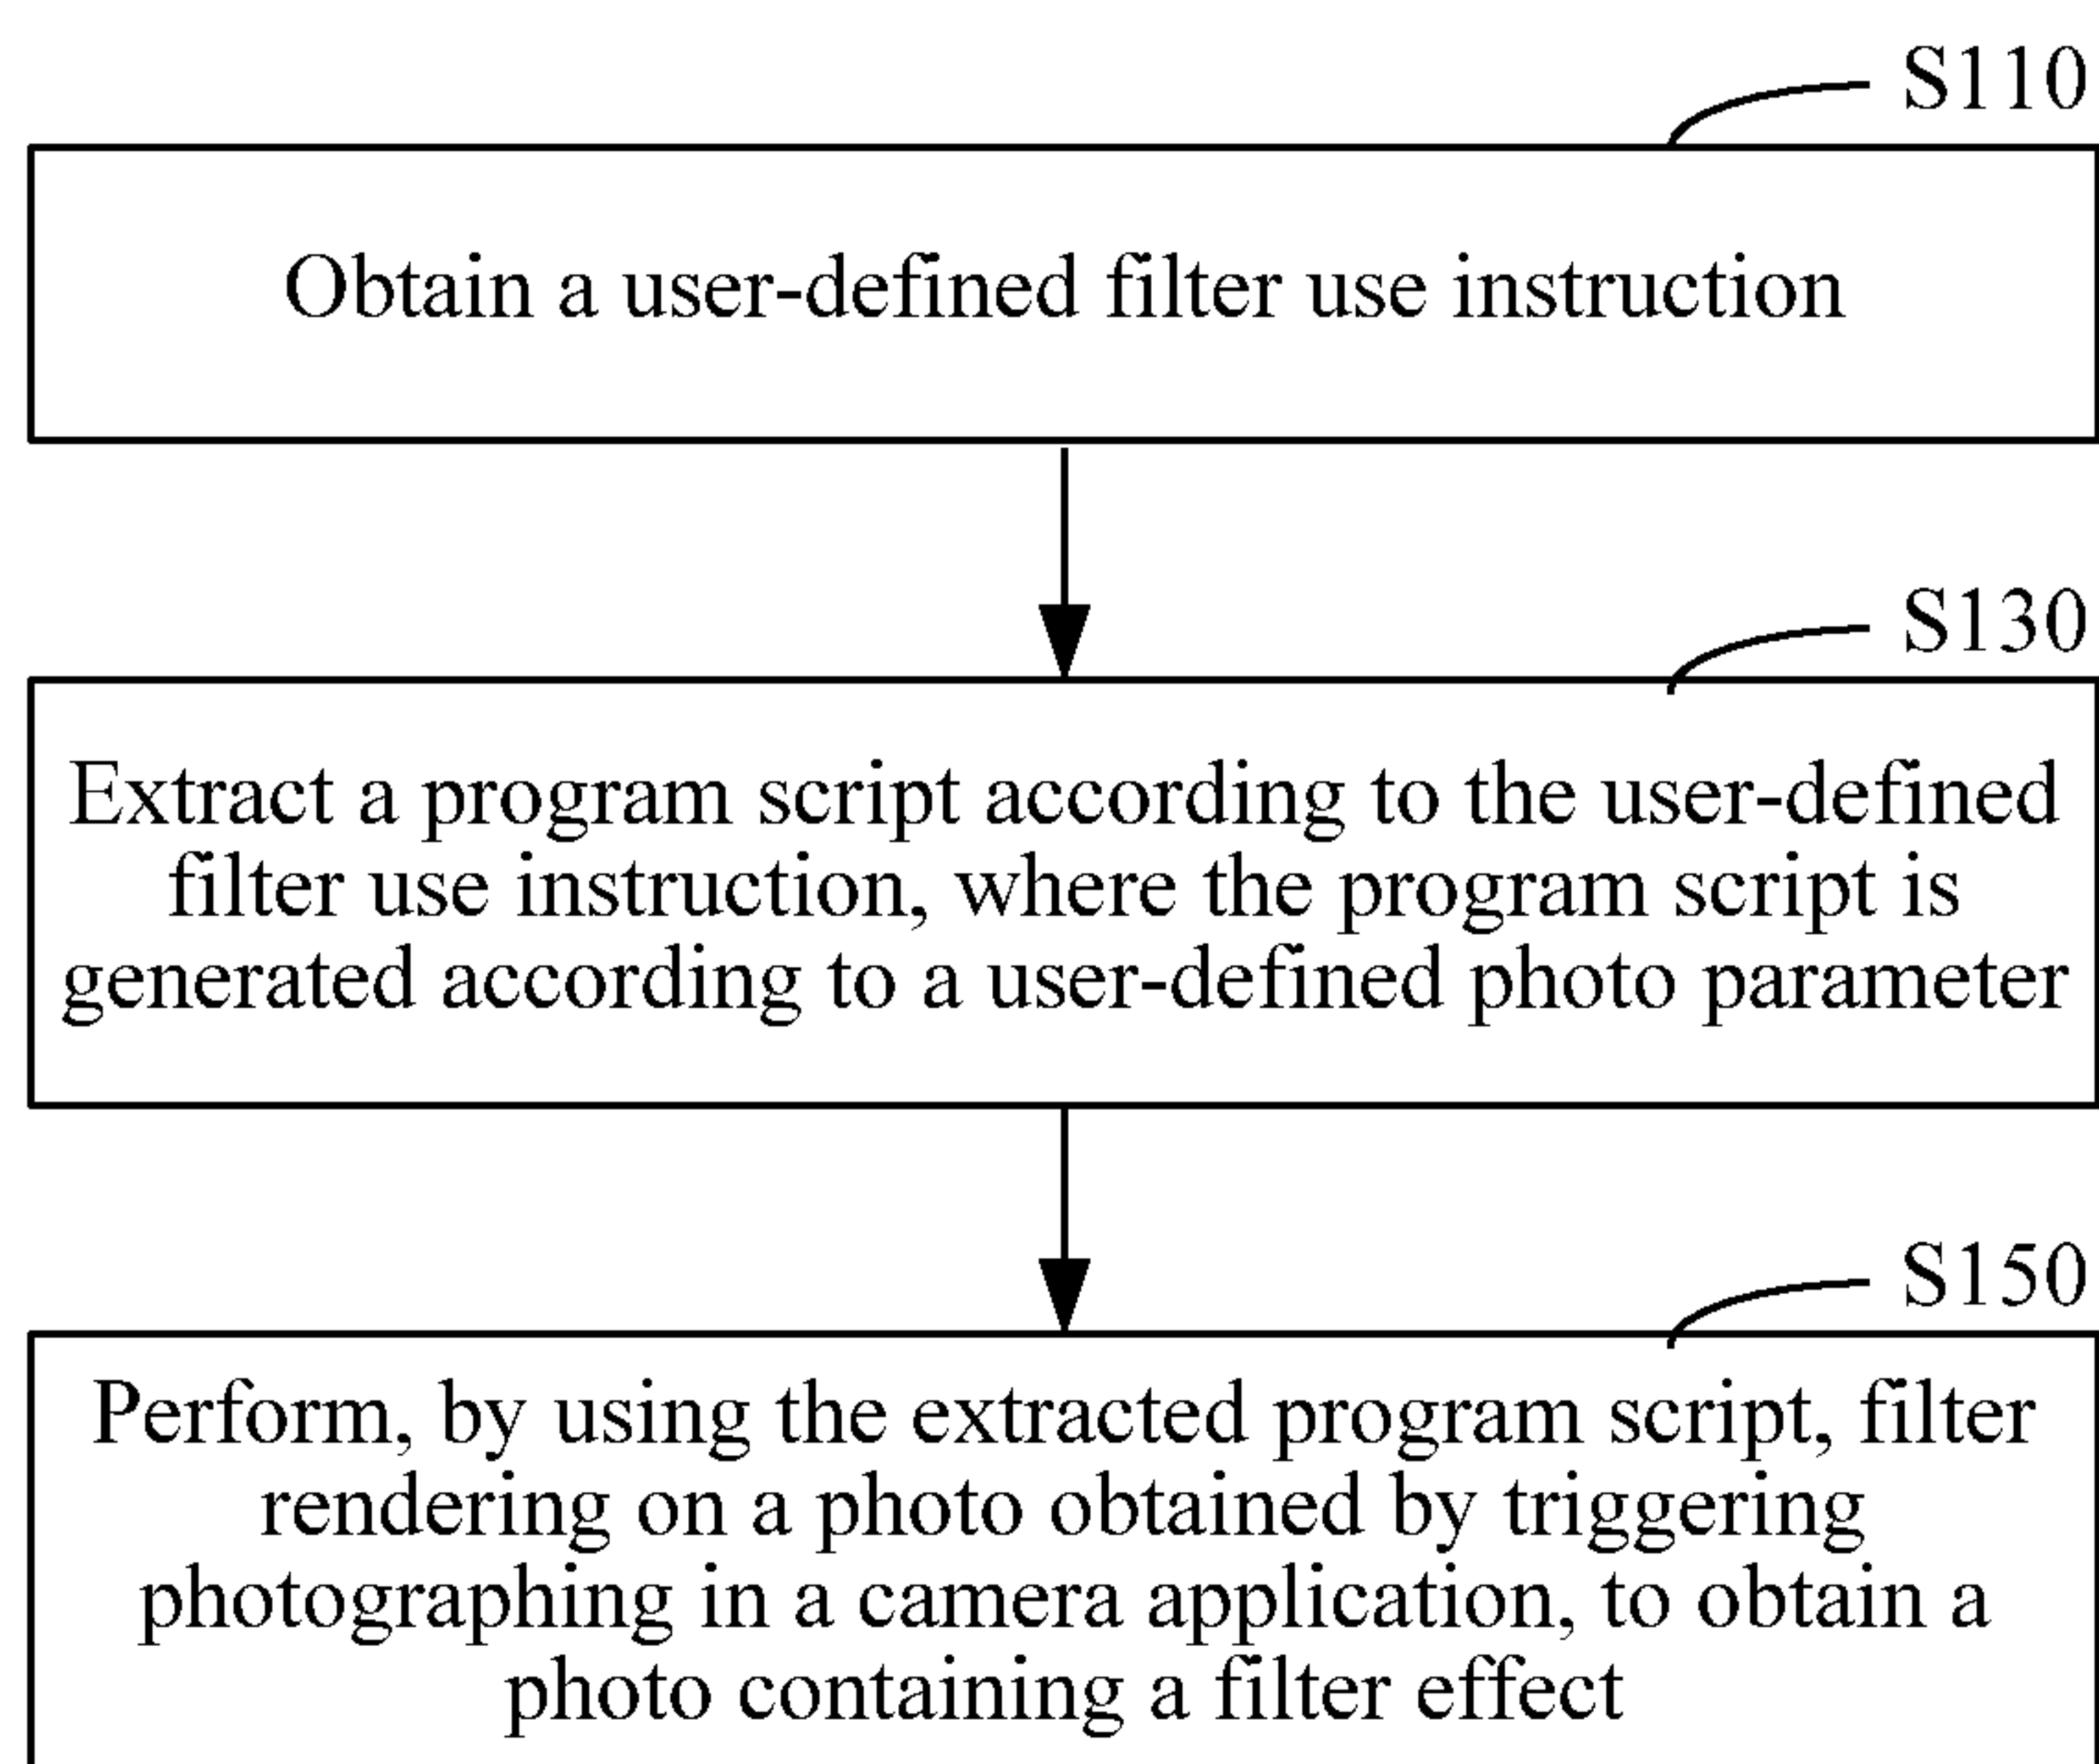 S110
Obtain a user-defined filter use instruction
S130
Extract a program script according to the user-defined
filter use instruction, where the program script is
generated according to a user-defined photo parameter
S150
Perform, by using the extracted program script, filter
rendering on a photo obtained by triggering
photographing in a camera application, to obtain a
photo containing a filter effect